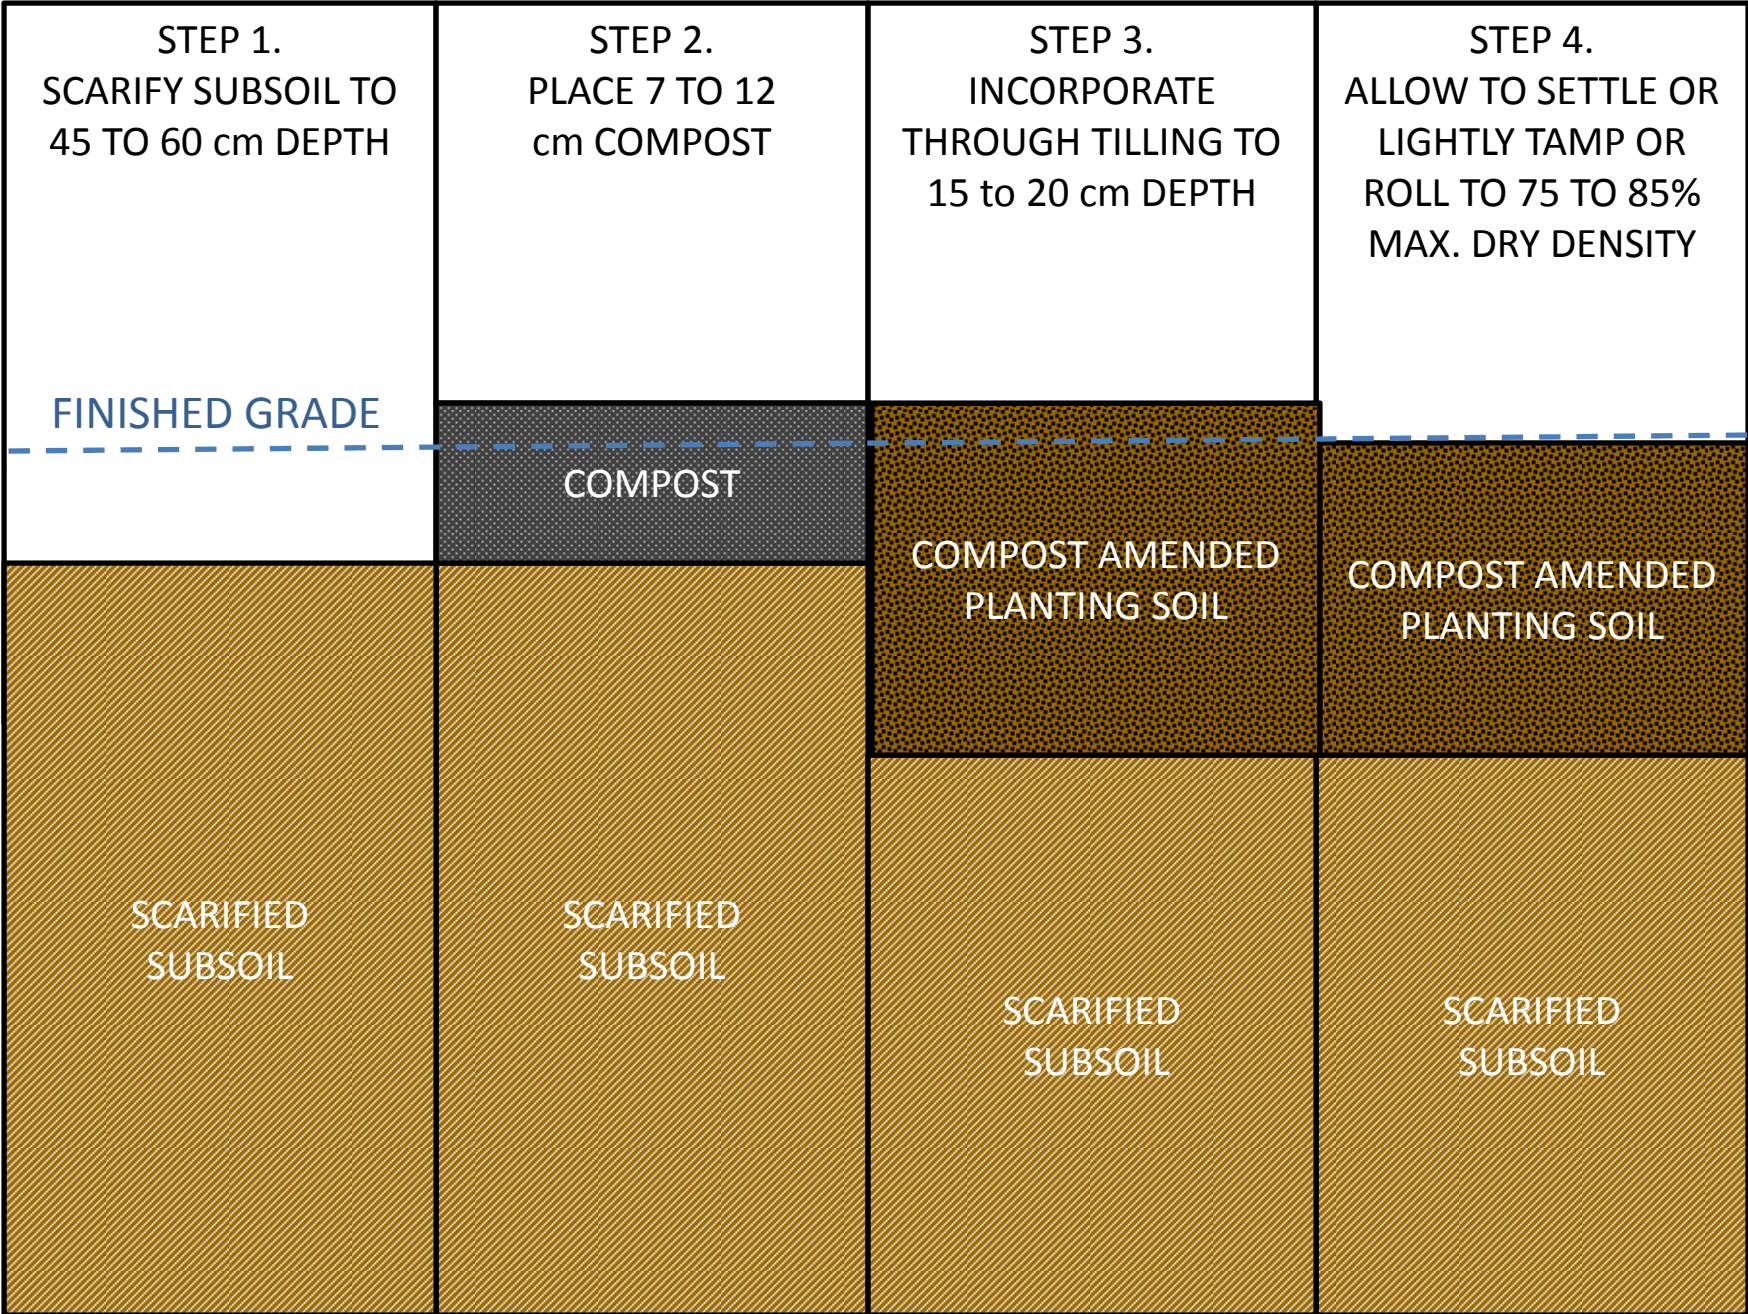 STEP 1.
SCARIFY SUBSOIL TO
45 TO 60 cm DEPTH
STEP 2.
PLACE 7 TO 12
cm COMPOST
STEP 3.
INCORPORATE
THROUGH TILLING TO
15 to 20 cm DEPTH
STEP 4.
ALLOW TO SETTLE OR
LIGHTLY TAMP OR
ROLL TO 75 TO 85%
MAX. DRY DENSITY
FINISHED GRADE
COMPOST
COMPOST AMENDED
PLANTING SOIL
COMPOST AMENDED
PLANTING SOIL
SCARIFIED
SUBSOIL
SCARIFIED
SUBSOIL
SCARIFIED
SUBSOIL
SCARIFIED
SUBSOIL